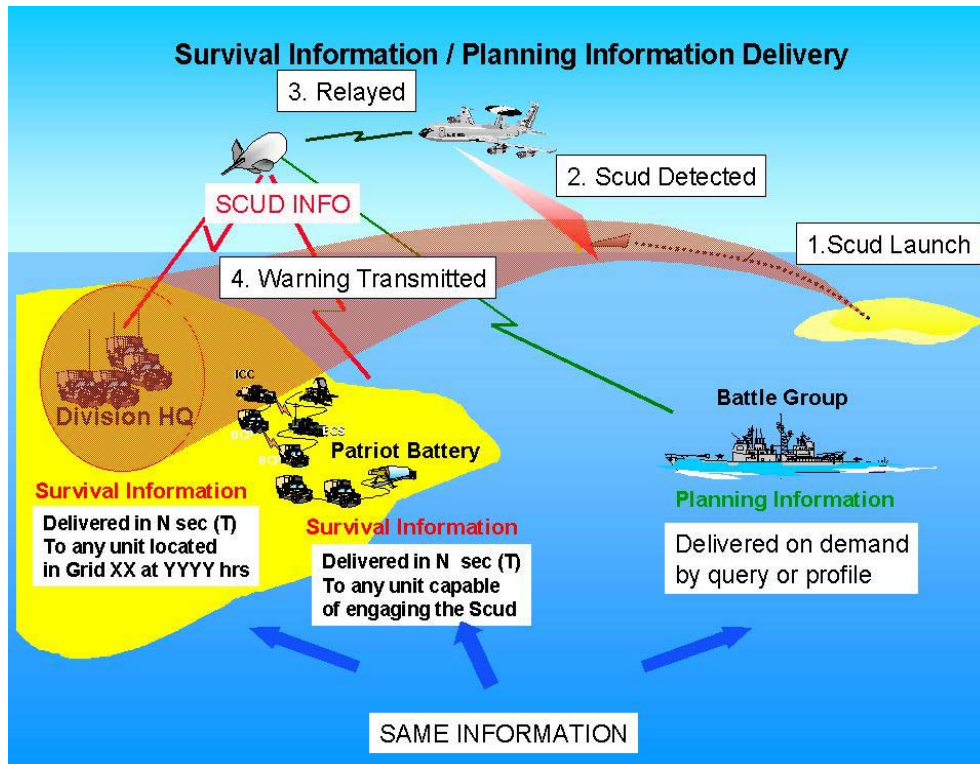 Survival Information / Planning Information Delivery
3. Relayed
2. Scud Detected
SCUD INFO
1.Scud Launch
4. Warning Transmitted
ICC
Division HQ
BCP
ECS
Battle Group
Patriot Battery
BCP
Survival Information
Delivered in N sec (T)
To any unit located
in Grid XX at YYYY hrs
Survival Information
Delivered in N sec (T)
To any unit capable
of engaging the Scud
Planning Information
Delivered on demand
by query or profile
SAME INFORMATION